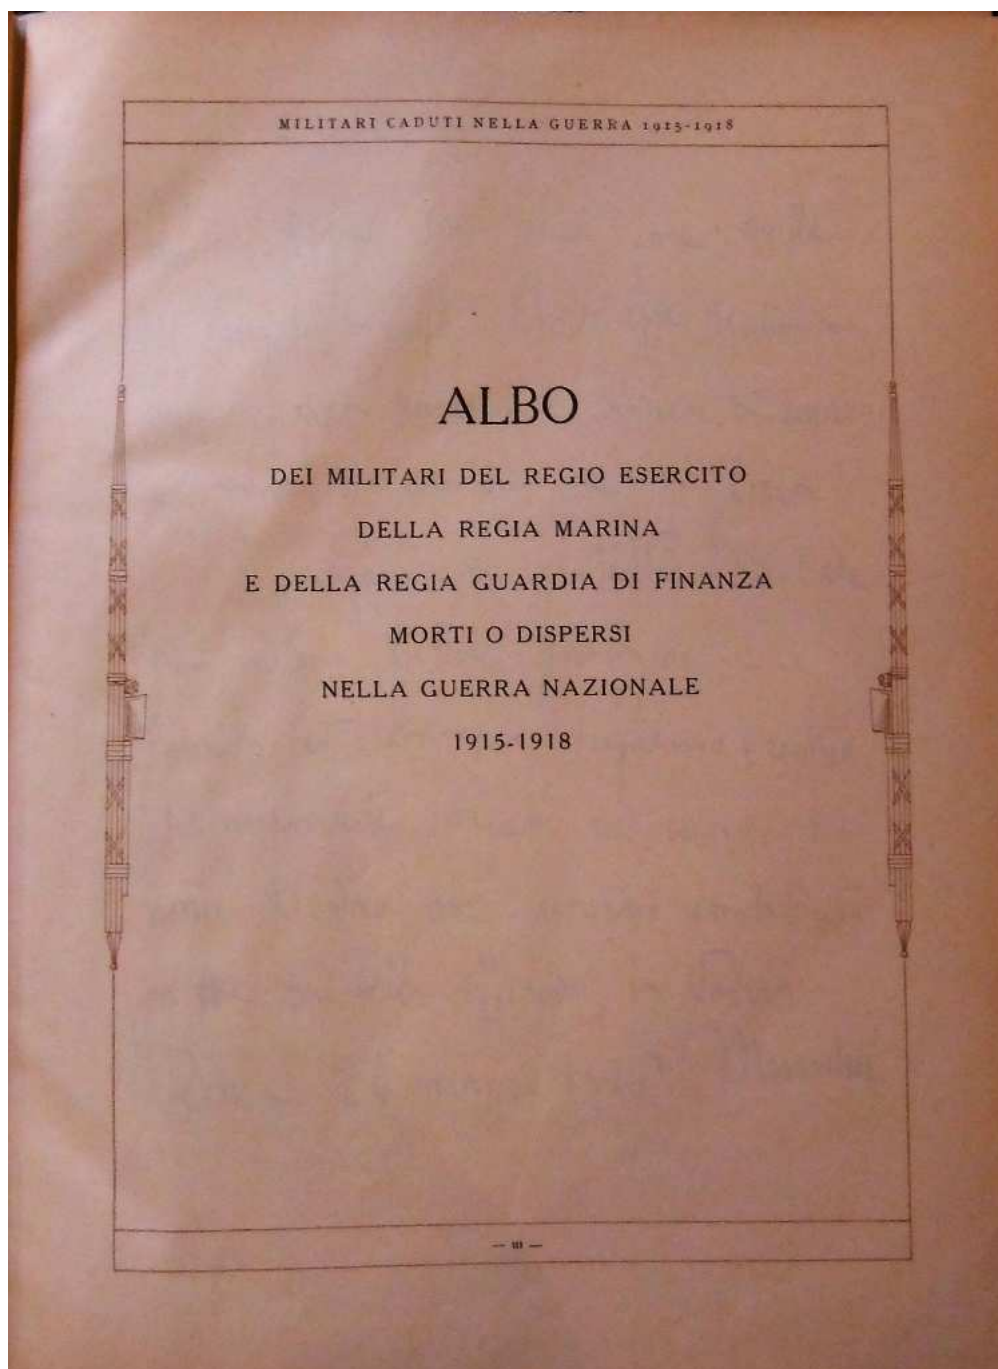 MILITARI CADUTI NELLA GUERRA 1915-1918
ALBO
DEI MILITARI DEL REGIO ESERCITO
DELLA REGIA MARINA
E DELLA REGIA GUARDIA DI FINANZA
MORTI O DISPERSI
NELLA GUERRA NAZIONALE
1915-1918
— III —